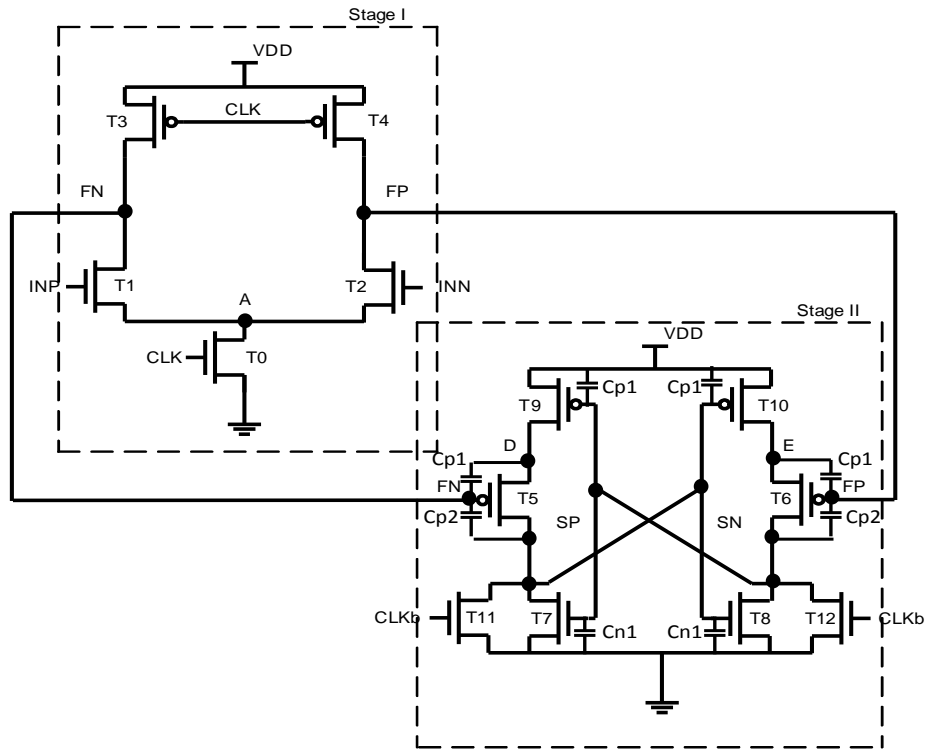 Stage I
VDD
T3
CLK
T4
FN
FP
INP
T1
T2
INN
A
CLK
T0
Stage II
VDD
Cp1
Cp1
T9
T10
D
E
Cp1
Cp1
FN
T5
T6
FP
Cp2
SP
SN
Cp2
CLKb
T11
T7
T8
T12
CLKb
Cn1
Cn1